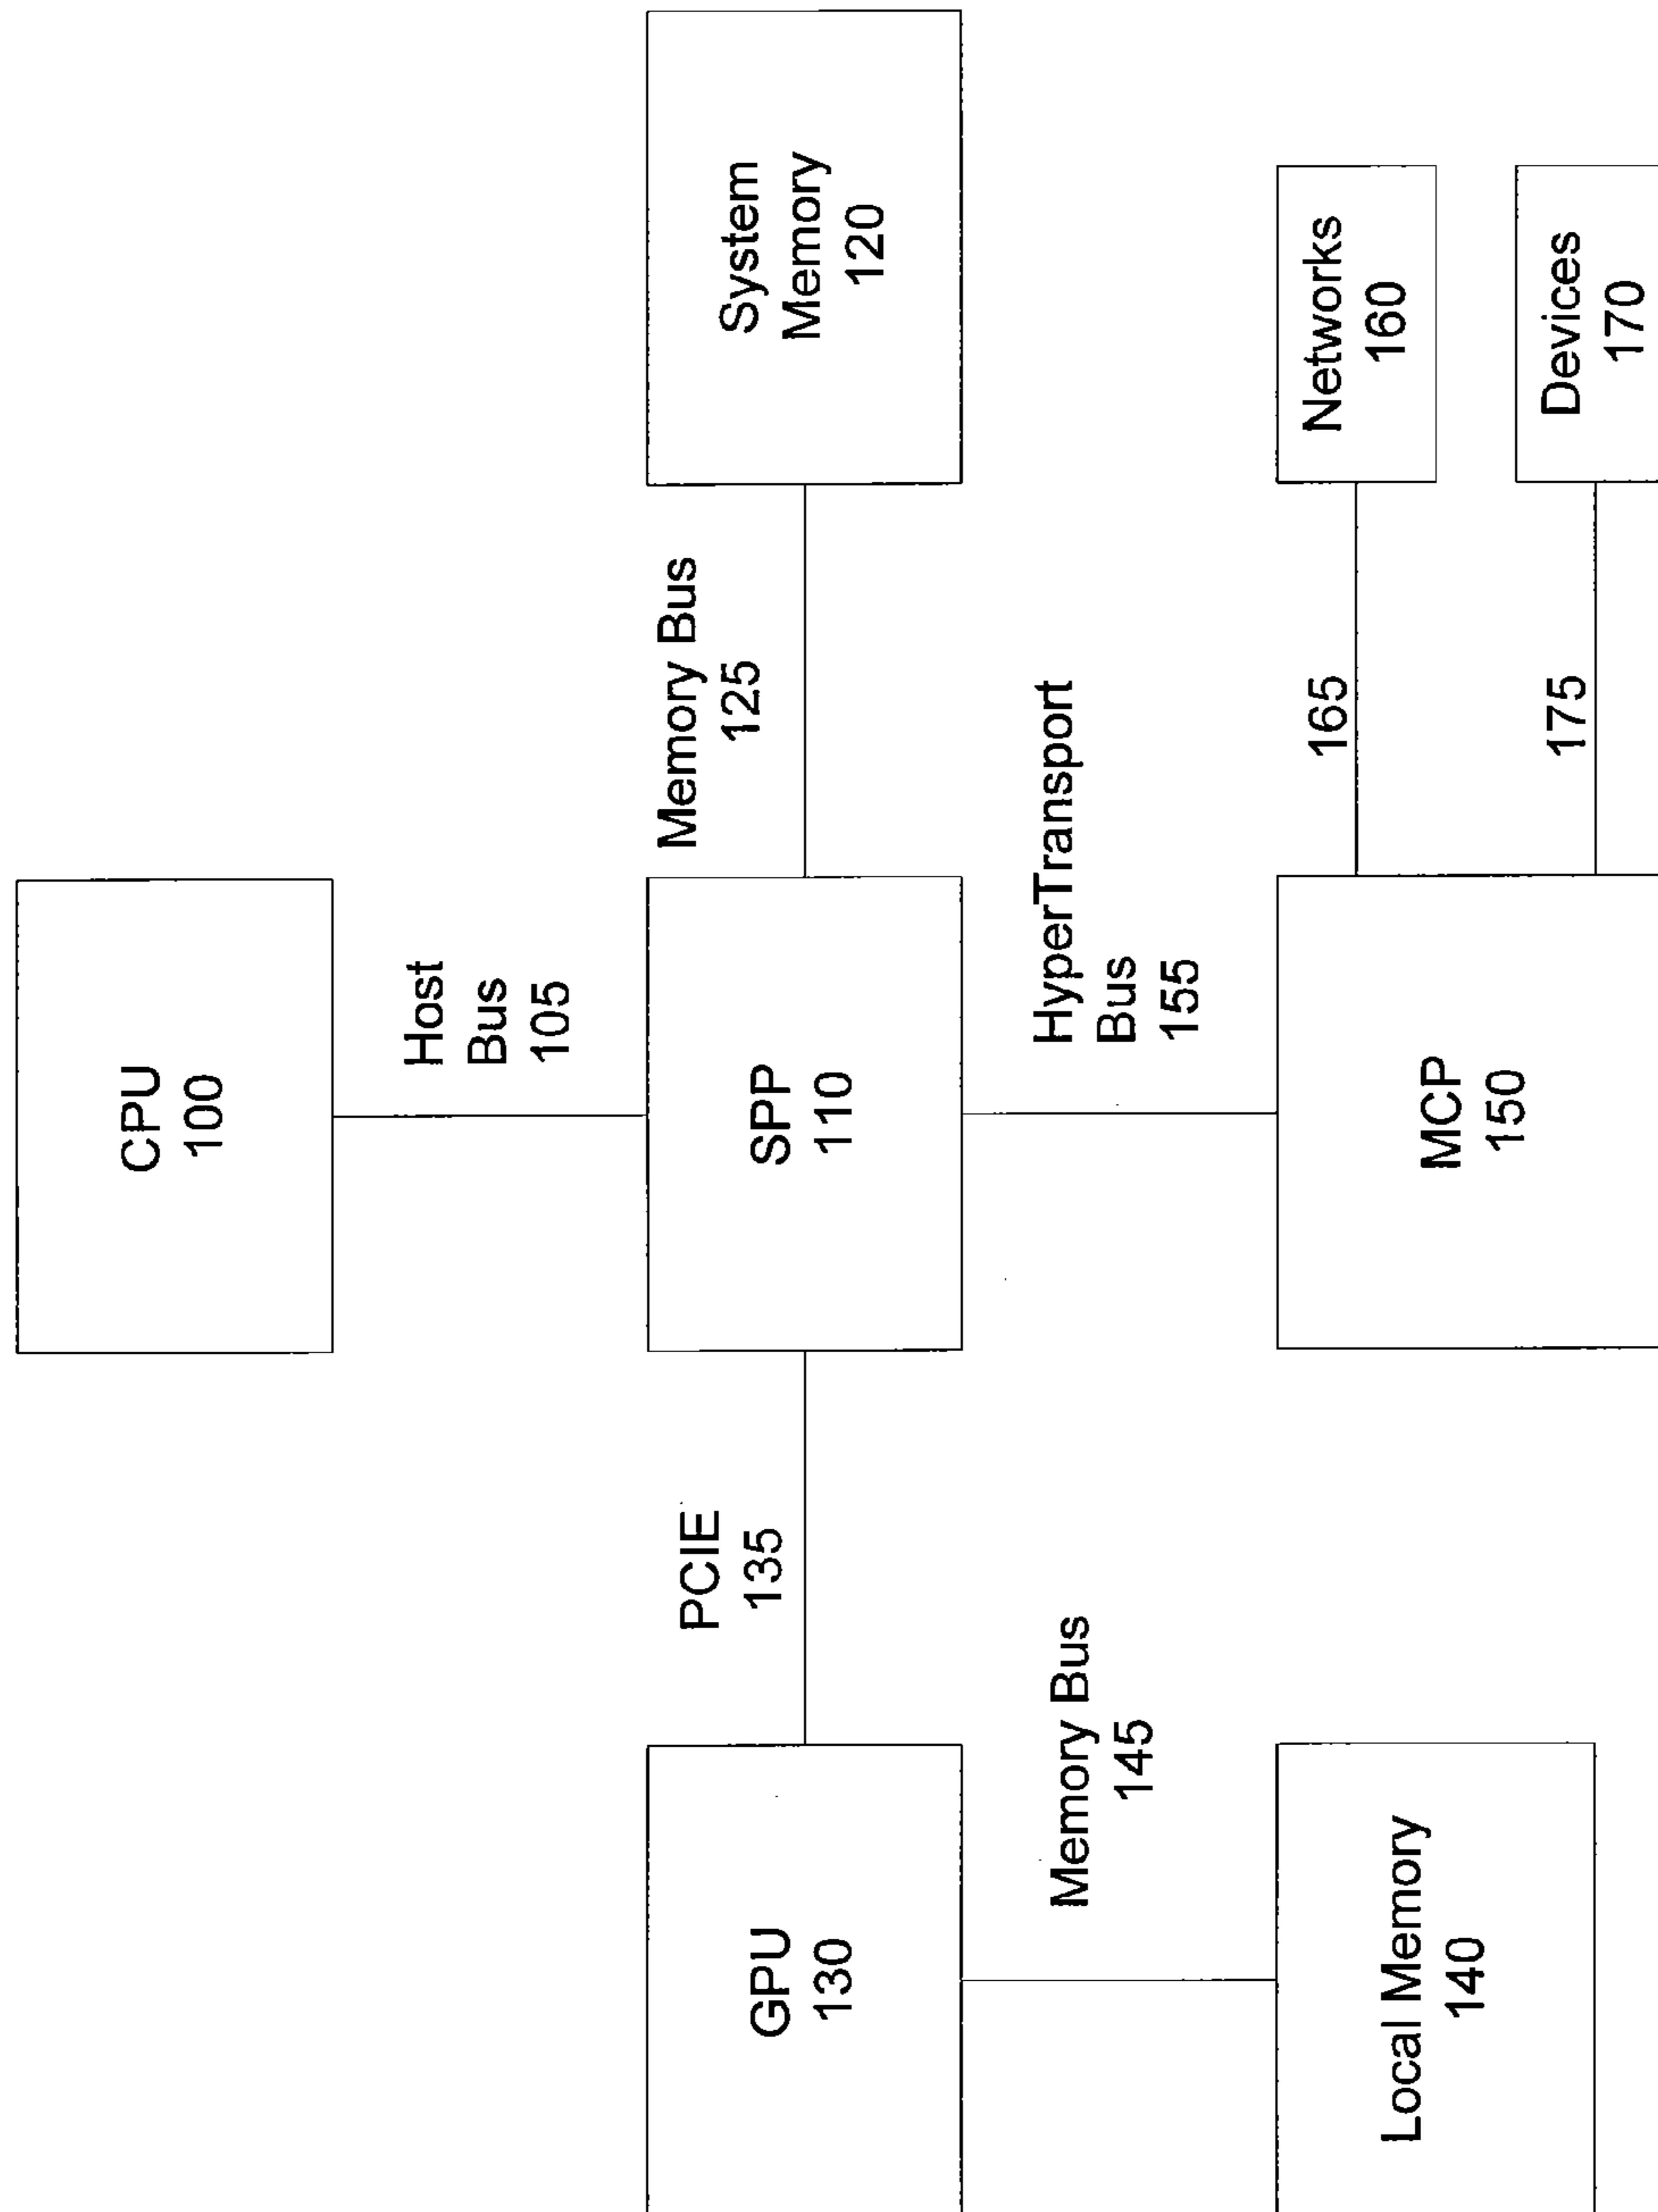 CPU
100
Host
Bus
105
GPU
130
PCIE
135
SPP
110
Memory Bus
125
System
Memory
120
Memory Bus
145
HyperTransport
Bus
155
Local Memory
140
MCP
150
165
Networks
160
175
Devices
170